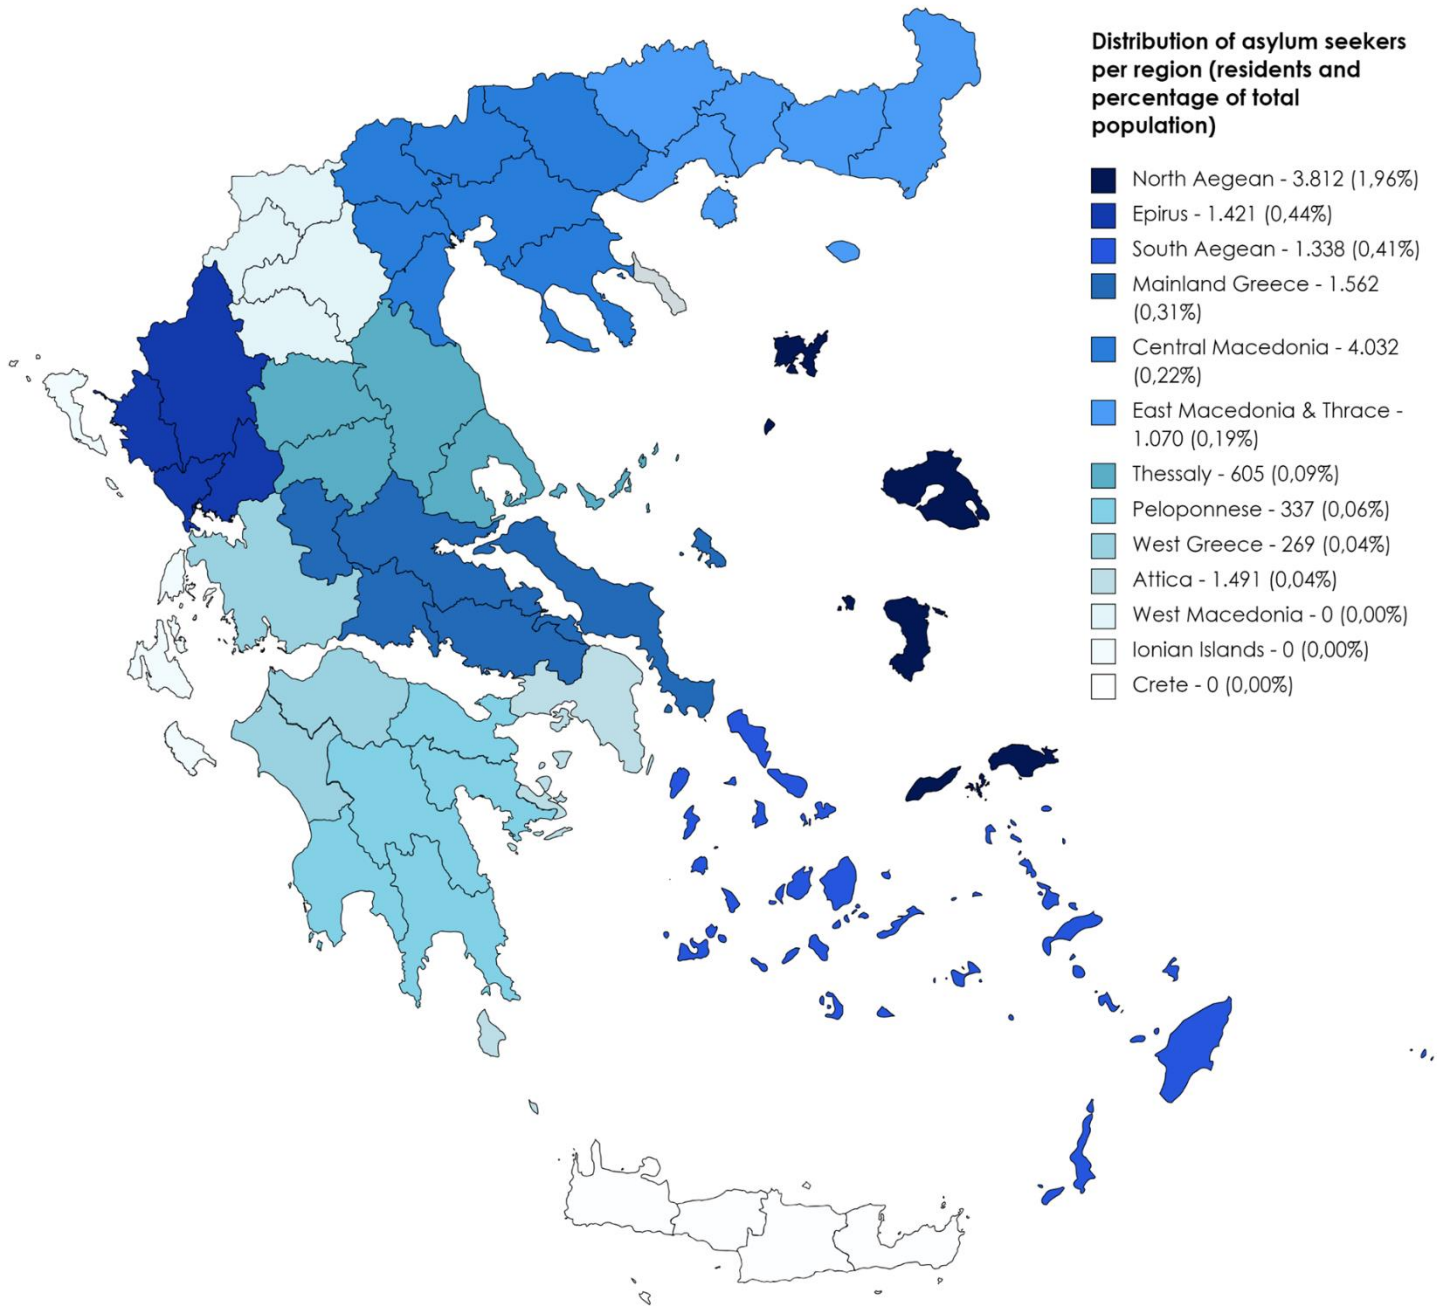 Distribution of asylum seekers
per region (residents and
percentage of total
population)
North Aegean - 3.812 (1,96%)
Epirus - 1.421 (0,44%)
South Aegean - 1.338 (0,41%)
Mainland Greece - 1.562
(0,31%)
Central Macedonia - 4.032
(0,22%)
East Macedonia & Thrace -
1.070 (0,19%)
Thessaly - 605 (0,09%)
Peloponnese - 337 (0,06%)
West Greece - 269 (0,04%)
Attica - 1.491 (0,04%)
West Macedonia - 0 (0,00%)
Ionian Islands - 0 (0,00%)
Crete - 0 (0,00%)